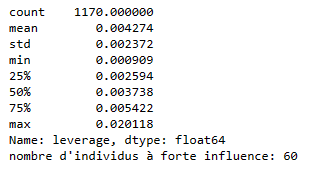 count    1170.000000
mean        0.004274
std         0.002372
min         0.000909
25%         0.002594
50%         0.003738
75%         0.005422
max         0.020118
Name: leverage, dtype: float64
nombre d'individus à forte influence: 60